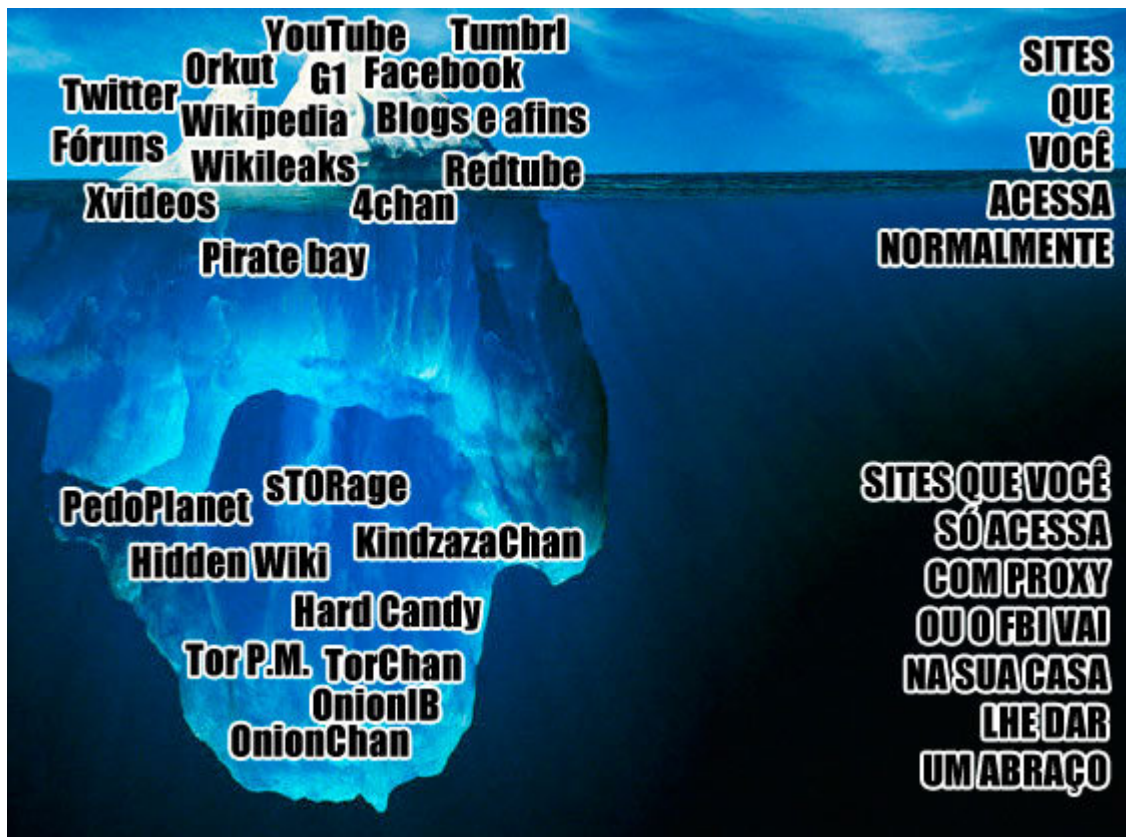 YouTube Tumbrl
Orkut G1 Facebook
Twitter Wikipedia Blogs e afins
Fóruns Wikileaks Redtube
Xvideos 4chan
Pirate bay
SITES
QUE
VOCÊ
ACESSA
NORMALMENTE
PedoPlanet sTORage
Hidden Wiki KindzazaChan
Hard Candy
Tor P.M. TorChan
OnionIB
OnionChan
SITES QUE VOCÊ
SÓ ACESSA
COM PROXY
OU O FBI VAI
NA SUA CASA
LHE DAR
UM ABRAÇO